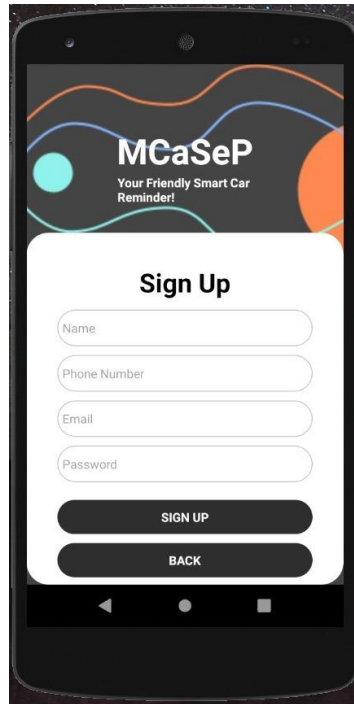 MCaSeP
Your Friendly Smart Car
Reminder!
Sign Up
Name
Phone Number
Email
Password
SIGN UP
BACK